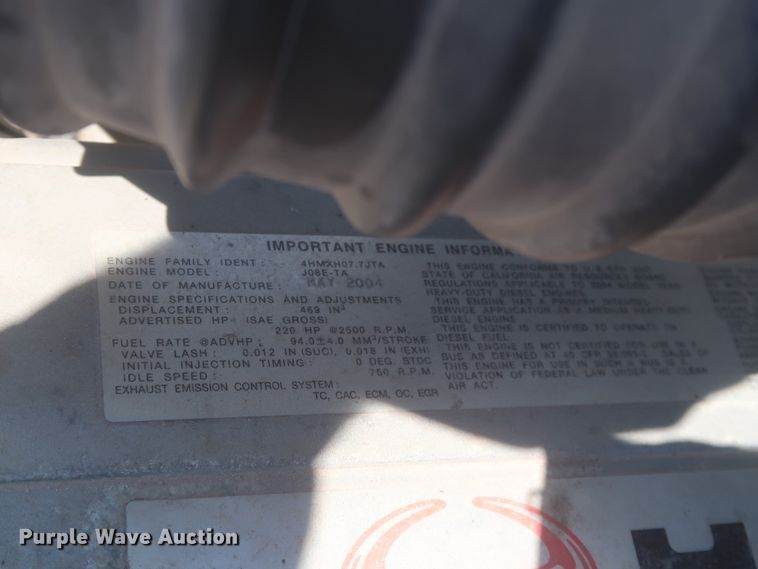 IMPORTANT ENGINE INFORMA
ENGINE FAMILY IDENT : 4HMXH07.7JTA
ENGINE MODEL : J08E-TA
DATE OF MANUFACTURE : MAY 2004
ENGINE SPECIFICATIONS AND ADJUSTMENTS
DISPLACEMENT : 469 IN³
ADVERTISED HP : (SAE GROSS)
220 HP @2500 R.P.M.
FUEL RATE @ADVHP : 94.0±4.0 MM³/STROKE
VALVE LASH : 0.012 IN (SUC), 0.018 IN (EXH)
INITIAL INJECTION TIMING : 0 DEG. STDC
IDLE SPEED : 750 R.P.M.
EXHAUST EMISSION CONTROL SYSTEM :
TC, CAC, ECM, OC, EGR
THIS ENGINE CONFORMS TO U.S. EPA AND
STATE OF CALIFORNIA
REGULATIONS APPLICABLE TO 2004 MODEL YEAR
HEAVY-DUTY DIESEL ENGINES.
THIS ENGINE HAS A PRIMARY INTENDED
SERVICE APPLICATION AS A MEDIUM HEAVY-DUTY
DIESEL ENGINE.
THIS ENGINE IS CERTIFIED TO OPERATE ON
DIESEL FUEL.
THIS ENGINE IS NOT CERTIFIED FOR USE IN A
BUS AS DEFINED AT 40 CFR SALES OF
THIS ENGINE FOR USE IN SUCH A BUS IS A
VIOLATION OF FEDERAL LAW UNDER THE CLEAN
AIR ACT.
H
Purple Wave Auction